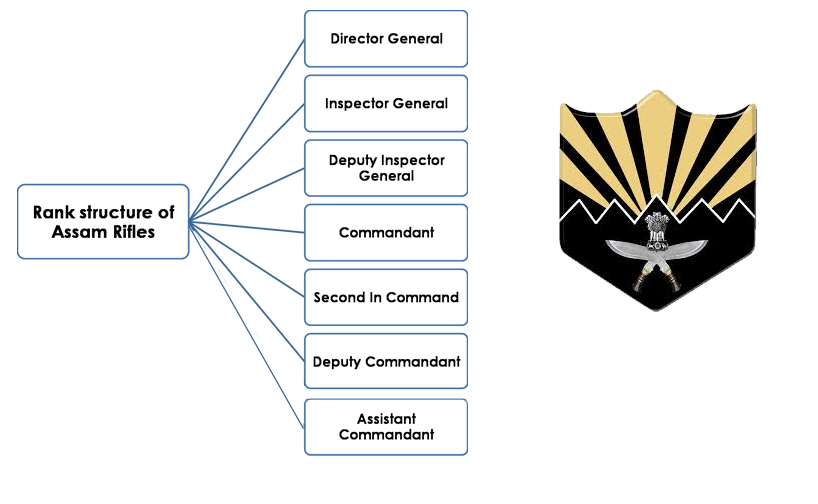 Rank structure of
Assam Rifles
Director General
Inspector General
Deputy Inspector
General
Commandant
Second In Command
Deputy Commandant
Assistant
Commandant